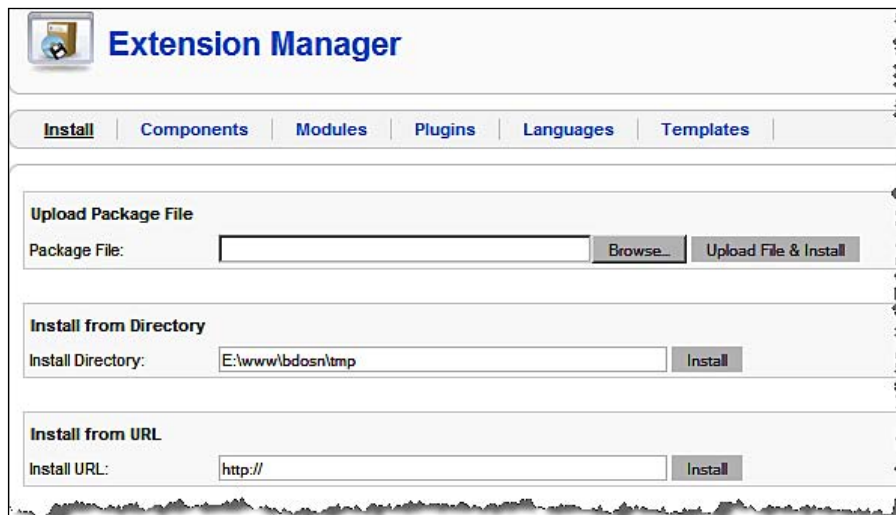 Extension Manager
Install Components Modules Plugins Languages Templates
Upload Package File
Package File: Browse... Upload File & Install
Install from Directory
Install Directory: E:\www\bdosn\tmp Install
Install from URL
Install URL: http:// Install